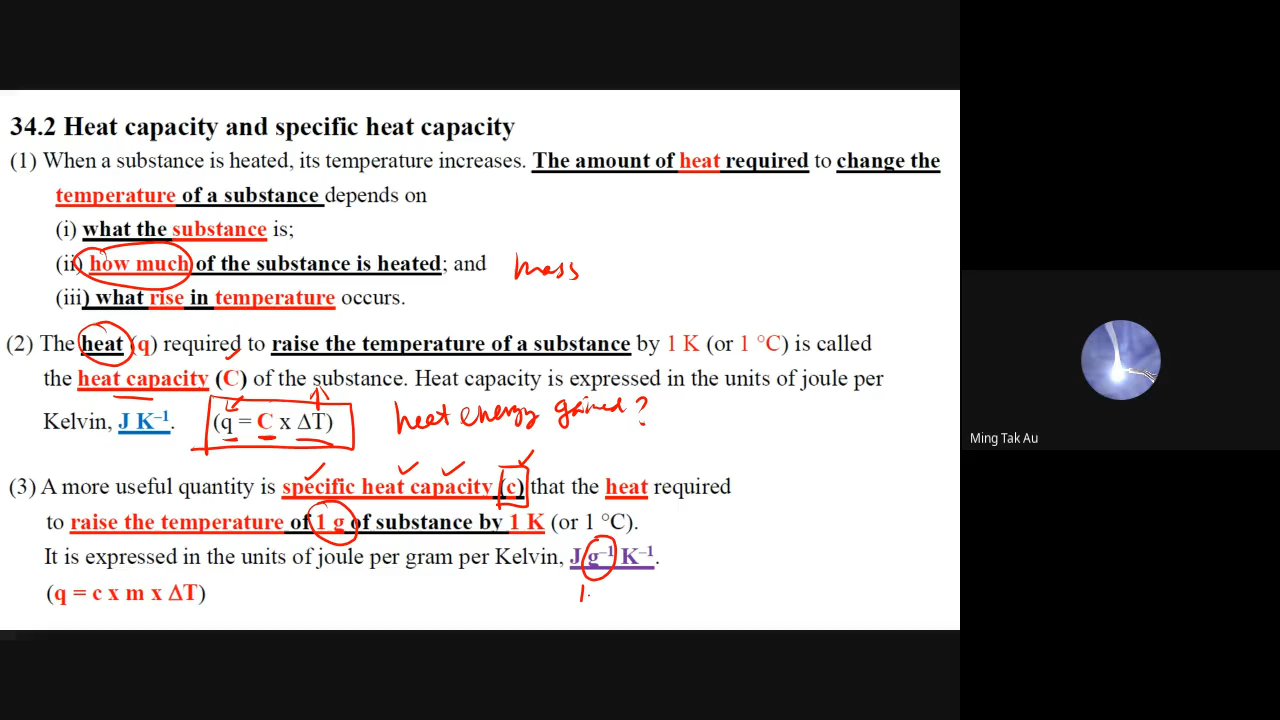 34.2 Heat capacity and specific heat capacity
(1) When a substance is heated, its temperature increases. The amount of heat required to change the
temperature of a substance depends on
(i) what the substance is;
(ii) how much of the substance is heated; and mass
(iii) what rise in temperature occurs.
(2) The heat (q) required to raise the temperature of a substance by 1 K (or 1 °C) is called
the heat capacity (C) of the substance. Heat capacity is expressed in the units of joule per
Kelvin, J K⁻¹. (q = C x ΔT) heat energy gained?
(3) A more useful quantity is specific heat capacity (c) that the heat required
to raise the temperature of 1 g of substance by 1 K (or 1 °C).
It is expressed in the units of joule per gram per Kelvin, J g⁻¹ K⁻¹.
(q = c x m x ΔT)
Ming Tak Au